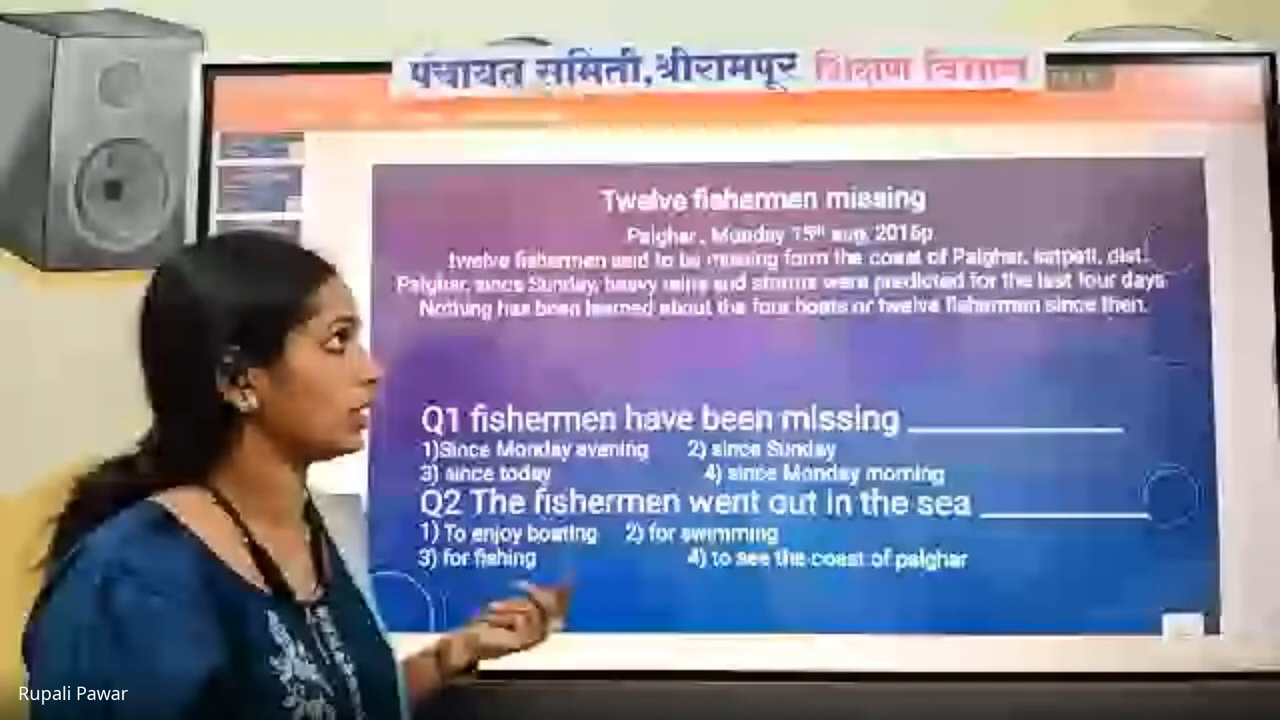 पंचायत समिती,श्रीरामपूर शिक्षण विभाग
Twelve fishermen missing
Palghar, Monday 15th aug, 2016p
twelve fishermen said to be missing form the coast of Palghar, satpati, dist.
Palghar, since Sunday, heavy rains and storms were predicted for the last four days
Nothing has been learned about the four boats or twelve fishermen since then.
Q1 fishermen have been missing
1)Since Monday evening 2) since Sunday
3) since today 4) since Monday morning
Q2 The fishermen went out in the sea
1) To enjoy boating 2) for swimming
3) for fishing 4) to see the coast of palghar
Rupali Pawar